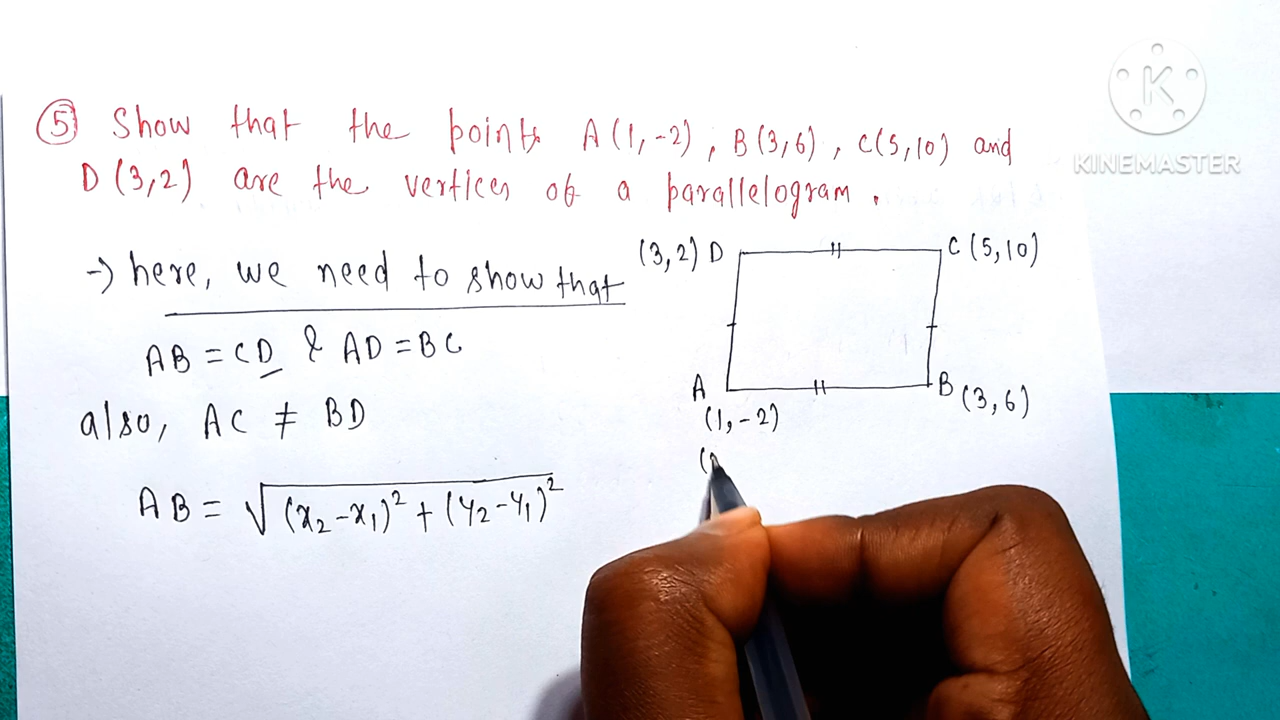 ⑤ Show that the points A(1,-2), B(3,6), C(5,10) and
D(3,2) are the vertices of a parallelogram.
→ here, we need to show that
AB = CD & AD = BC
also, AC ≠ BD
AB = √(x₂-x₁)² + (y₂-y₁)²
(3,2) D
C (5,10)
A
B (3,6)
(1,-2)
(
KINEMASTER